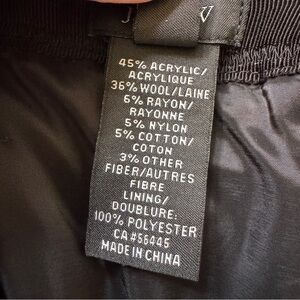 J V
45% ACRYLIC/
ACRYLIQUE
36% WOOL/LAINE
6% RAYON/
RAYONNE
5% NYLON
5% COTTON/
COTON
3% OTHER
FIBER/AUTRES
FIBRE
LINING/
DOUBLURE:
100% POLYESTER
CA#56445
MADE IN CHINA